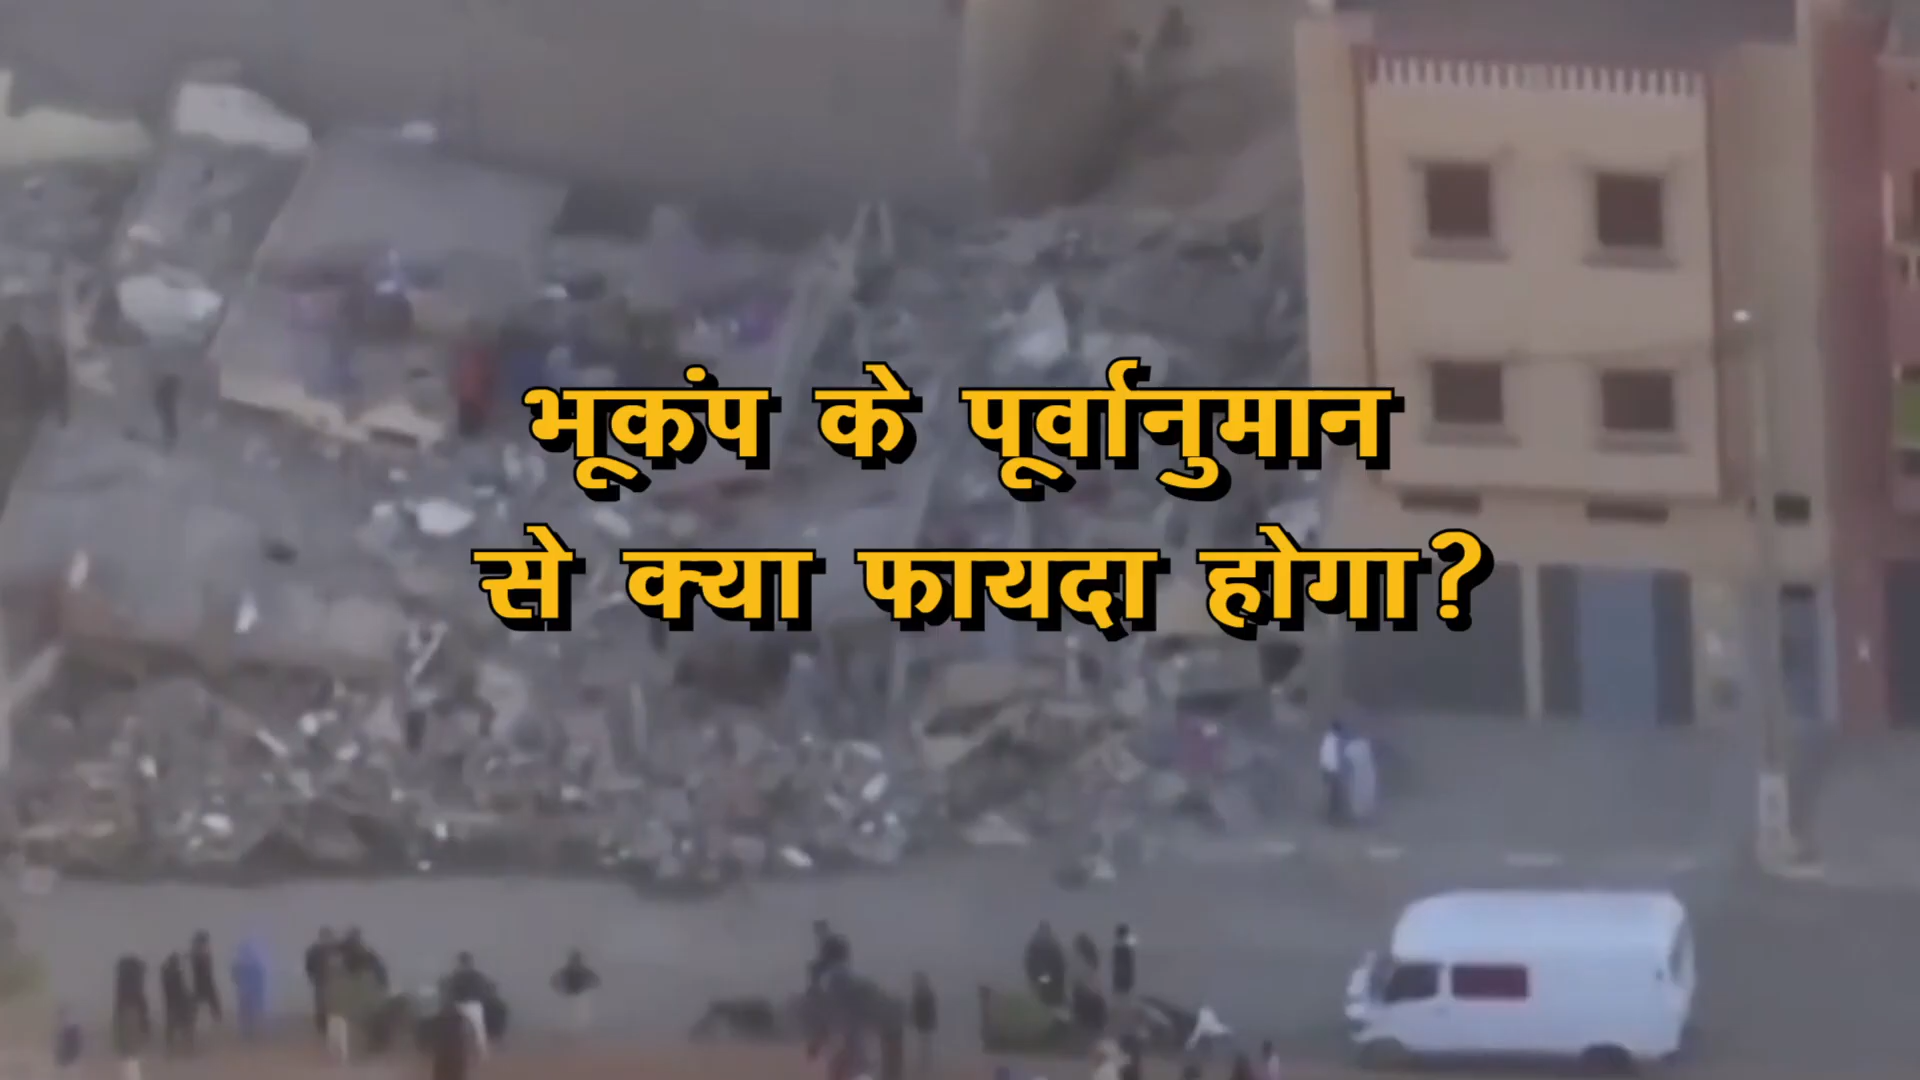 भूकंप के पूर्वानुमान
से क्या फायदा होगा?